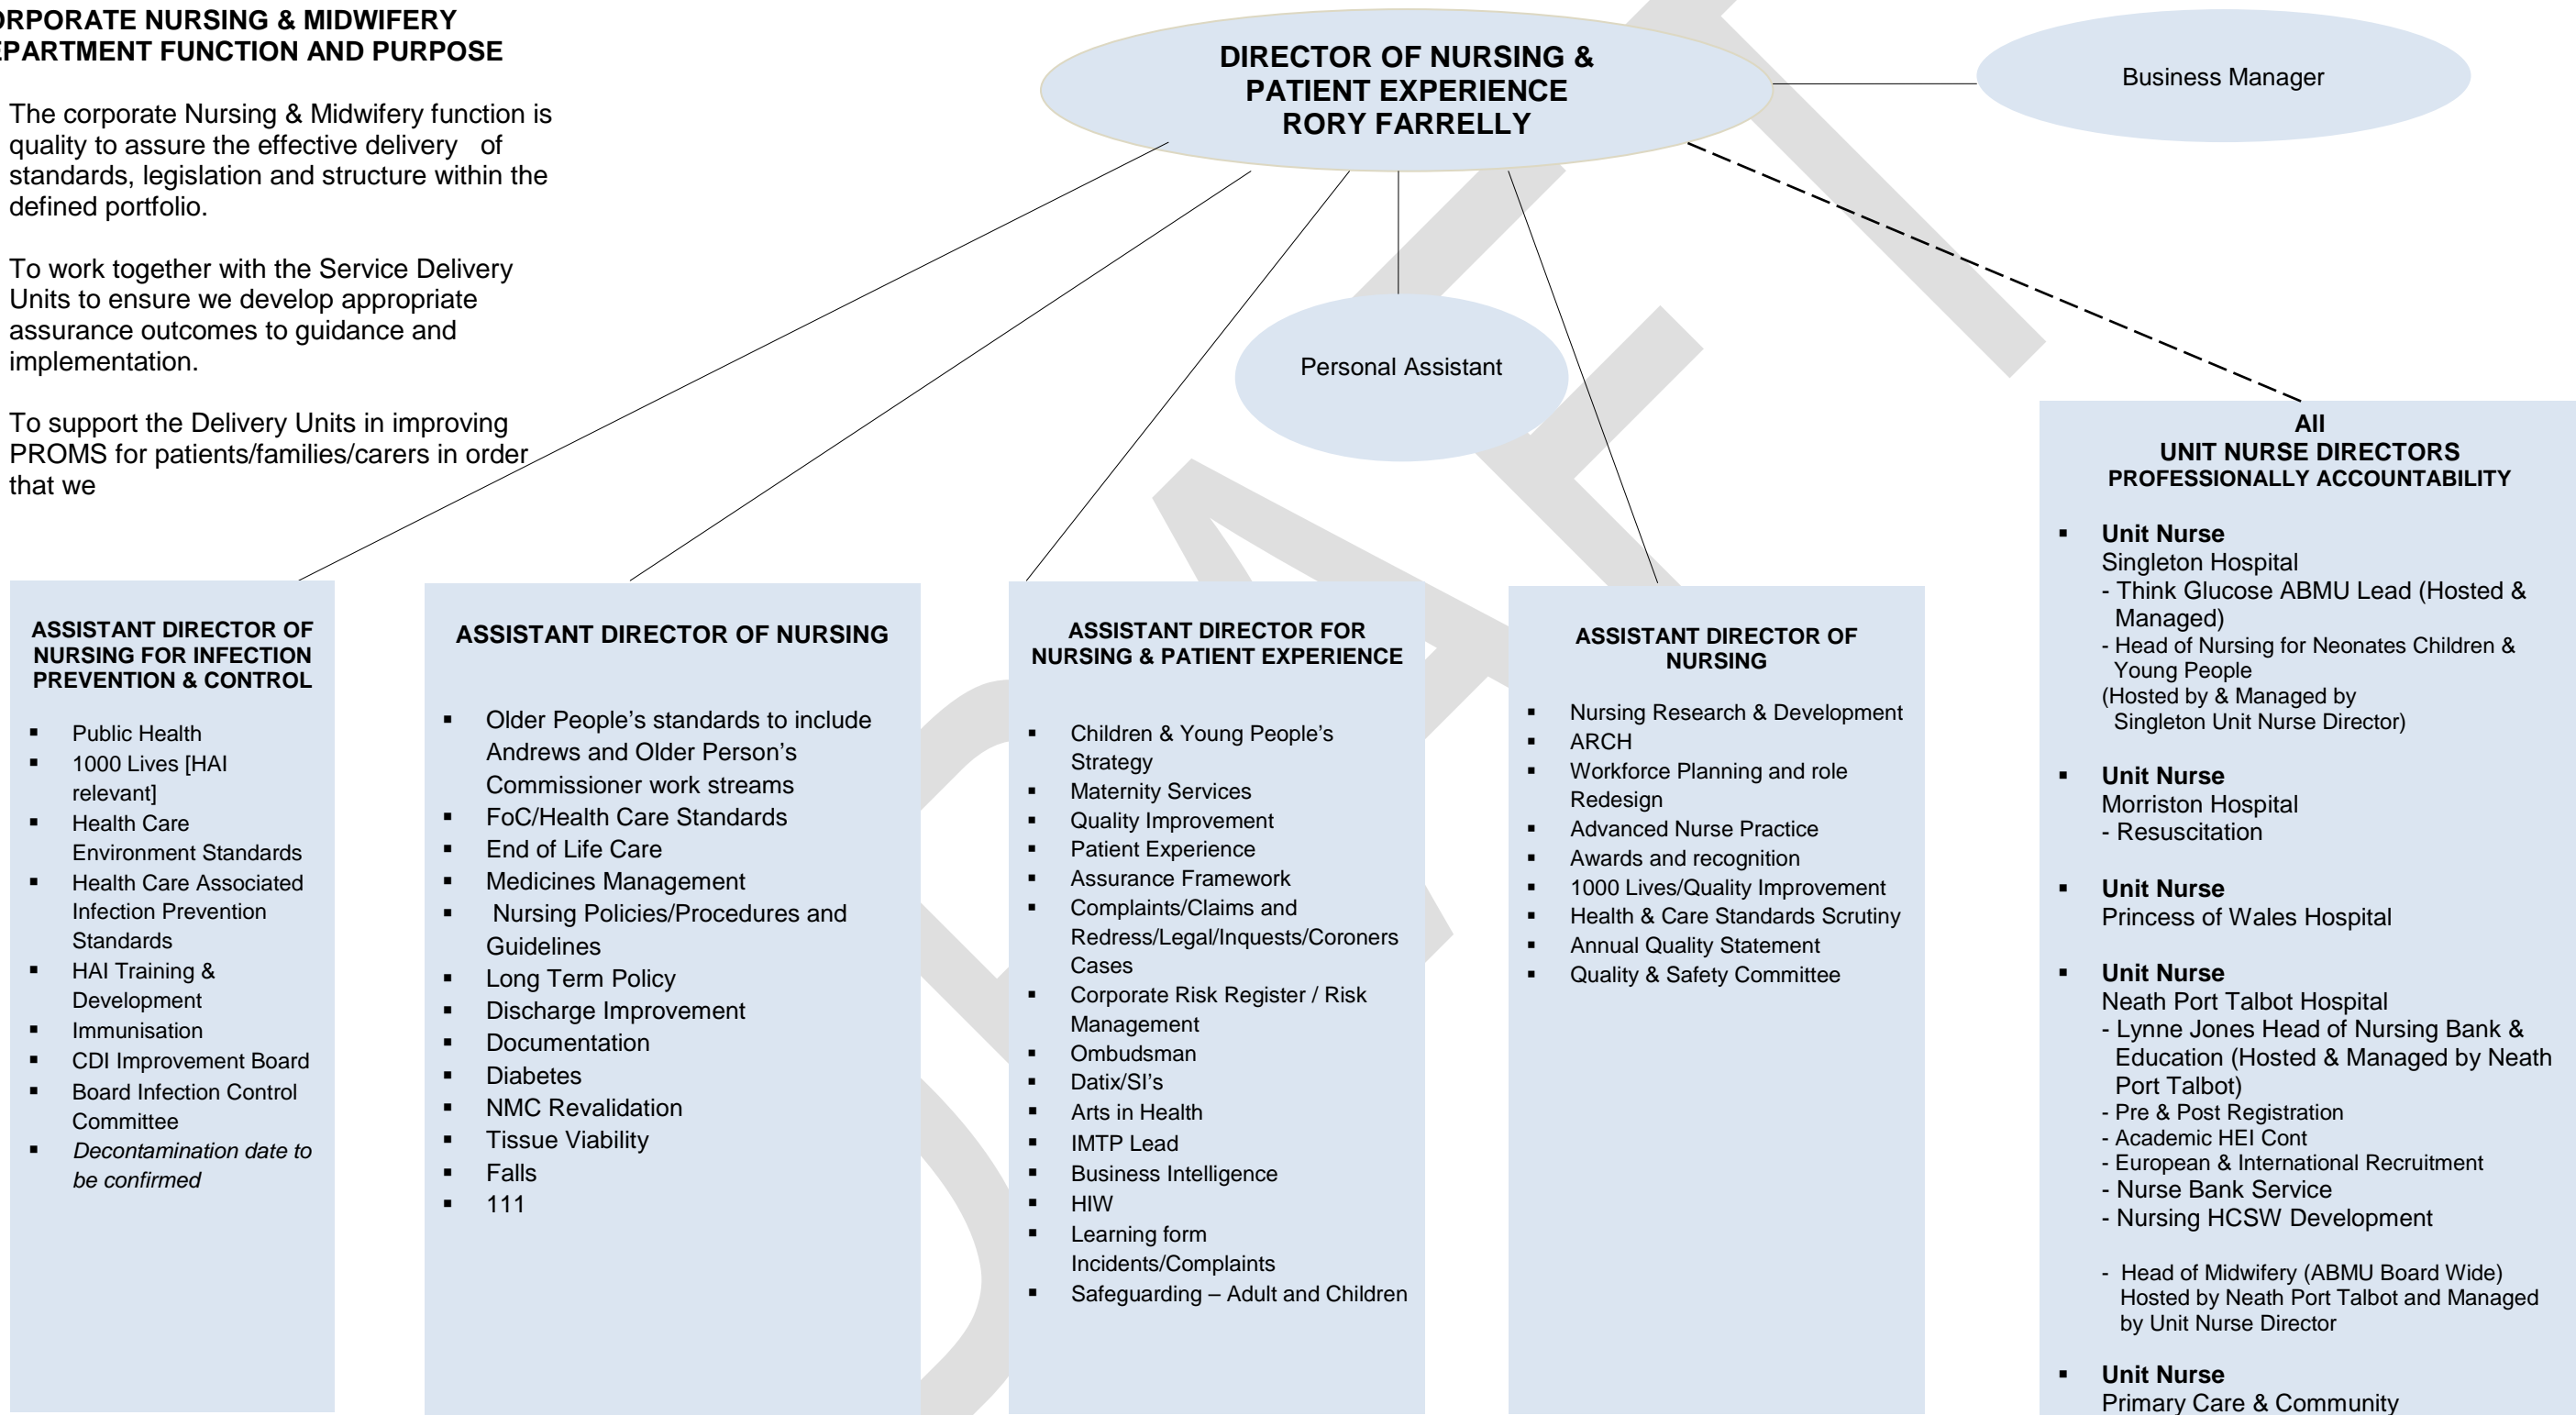 ORPORATE NURSING & MIDWIFERY
EPARTMENT FUNCTION AND PURPOSE
The corporate Nursing & Midwifery function is
quality to assure the effective delivery of
standards, legislation and structure within the
defined portfolio.
To work together with the Service Delivery
Units to ensure we develop appropriate
assurance outcomes to guidance and
implementation.
To support the Delivery Units in improving
PROMS for patients/families/carers in order
that we
DIRECTOR OF NURSING &
PATIENT EXPERIENCE
RORY FARRELLY
Business Manager
Personal Assistant
ASSISTANT DIRECTOR OF
NURSING FOR INFECTION
PREVENTION & CONTROL
▪ Public Health
▪ 1000 Lives [HAI
relevant]
▪ Health Care
Environment Standards
▪ Health Care Associated
Infection Prevention
Standards
▪ HAI Training &
Development
▪ Immunisation
▪ CDI Improvement Board
▪ Board Infection Control
Committee
▪ Decontamination date to
be confirmed
ASSISTANT DIRECTOR OF NURSING
▪ Older People’s standards to include
Andrews and Older Person’s
Commissioner work streams
▪ FoC/Health Care Standards
▪ End of Life Care
▪ Medicines Management
▪ Nursing Policies/Procedures and
Guidelines
▪ Long Term Policy
▪ Discharge Improvement
▪ Documentation
▪ Diabetes
▪ NMC Revalidation
▪ Tissue Viability
▪ Falls
▪ 111
ASSISTANT DIRECTOR FOR
NURSING & PATIENT EXPERIENCE
▪ Children & Young People’s
Strategy
▪ Maternity Services
▪ Quality Improvement
▪ Patient Experience
▪ Assurance Framework
▪ Complaints/Claims and
Redress/Legal/Inquests/Coroners
Cases
▪ Corporate Risk Register / Risk
Management
▪ Ombudsman
▪ Datix/SI’s
▪ Arts in Health
▪ IMTP Lead
▪ Business Intelligence
▪ HIW
▪ Learning form
Incidents/Complaints
▪ Safeguarding – Adult and Children
ASSISTANT DIRECTOR OF
NURSING
▪ Nursing Research & Development
▪ ARCH
▪ Workforce Planning and role
Redesign
▪ Advanced Nurse Practice
▪ Awards and recognition
▪ 1000 Lives/Quality Improvement
▪ Health & Care Standards Scrutiny
▪ Annual Quality Statement
▪ Quality & Safety Committee
All
UNIT NURSE DIRECTORS
PROFESSIONALLY ACCOUNTABILITY
▪ Unit Nurse
Singleton Hospital
- Think Glucose ABMU Lead (Hosted &
Managed)
- Head of Nursing for Neonates Children &
Young People
(Hosted by & Managed by
Singleton Unit Nurse Director)
▪ Unit Nurse
Morriston Hospital
- Resuscitation
▪ Unit Nurse
Princess of Wales Hospital
▪ Unit Nurse
Neath Port Talbot Hospital
- Lynne Jones Head of Nursing Bank &
Education (Hosted & Managed by Neath
Port Talbot)
- Pre & Post Registration
- Academic HEI Cont
- European & International Recruitment
- Nurse Bank Service
- Nursing HCSW Development
- Head of Midwifery (ABMU Board Wide)
Hosted by Neath Port Talbot and Managed
by Unit Nurse Director
▪ Unit Nurse
Primary Care & Community
DRAFT